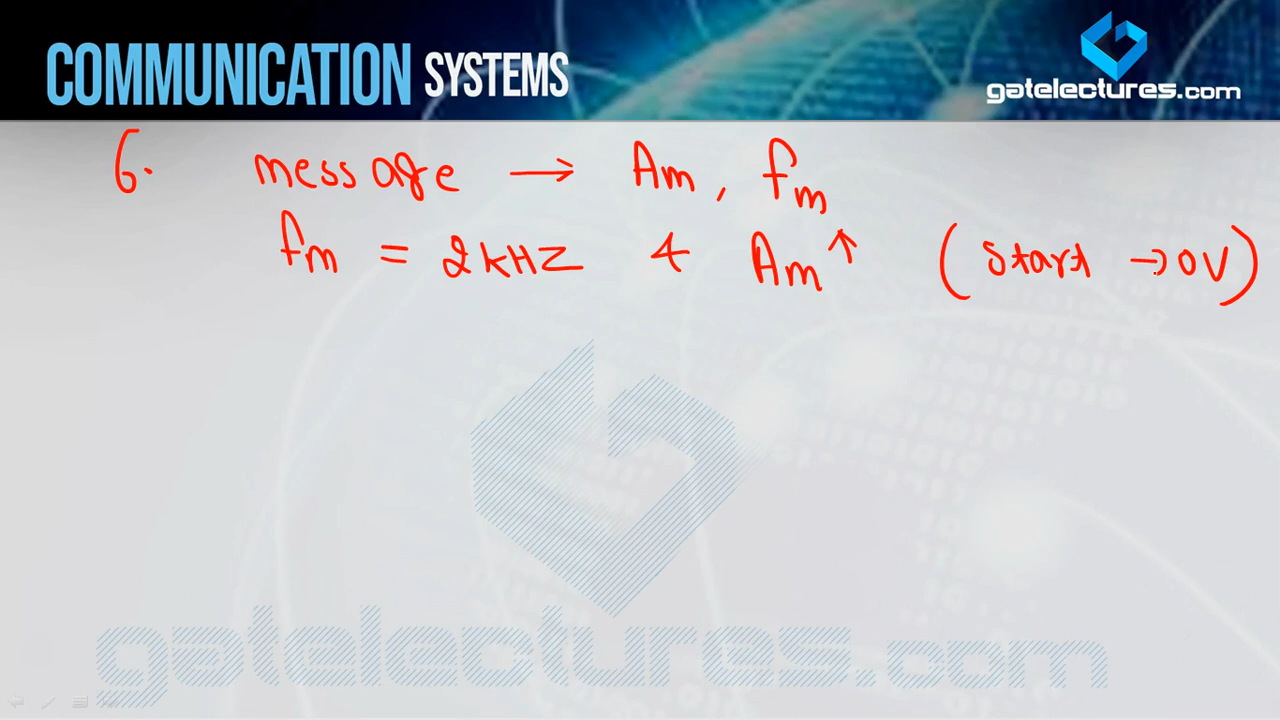 COMMUNICATION SYSTEMS
gatelectures.com
6. message → Am, fm
fm = 2kHZ & Am↑ (start →0V)
gatelectures.com